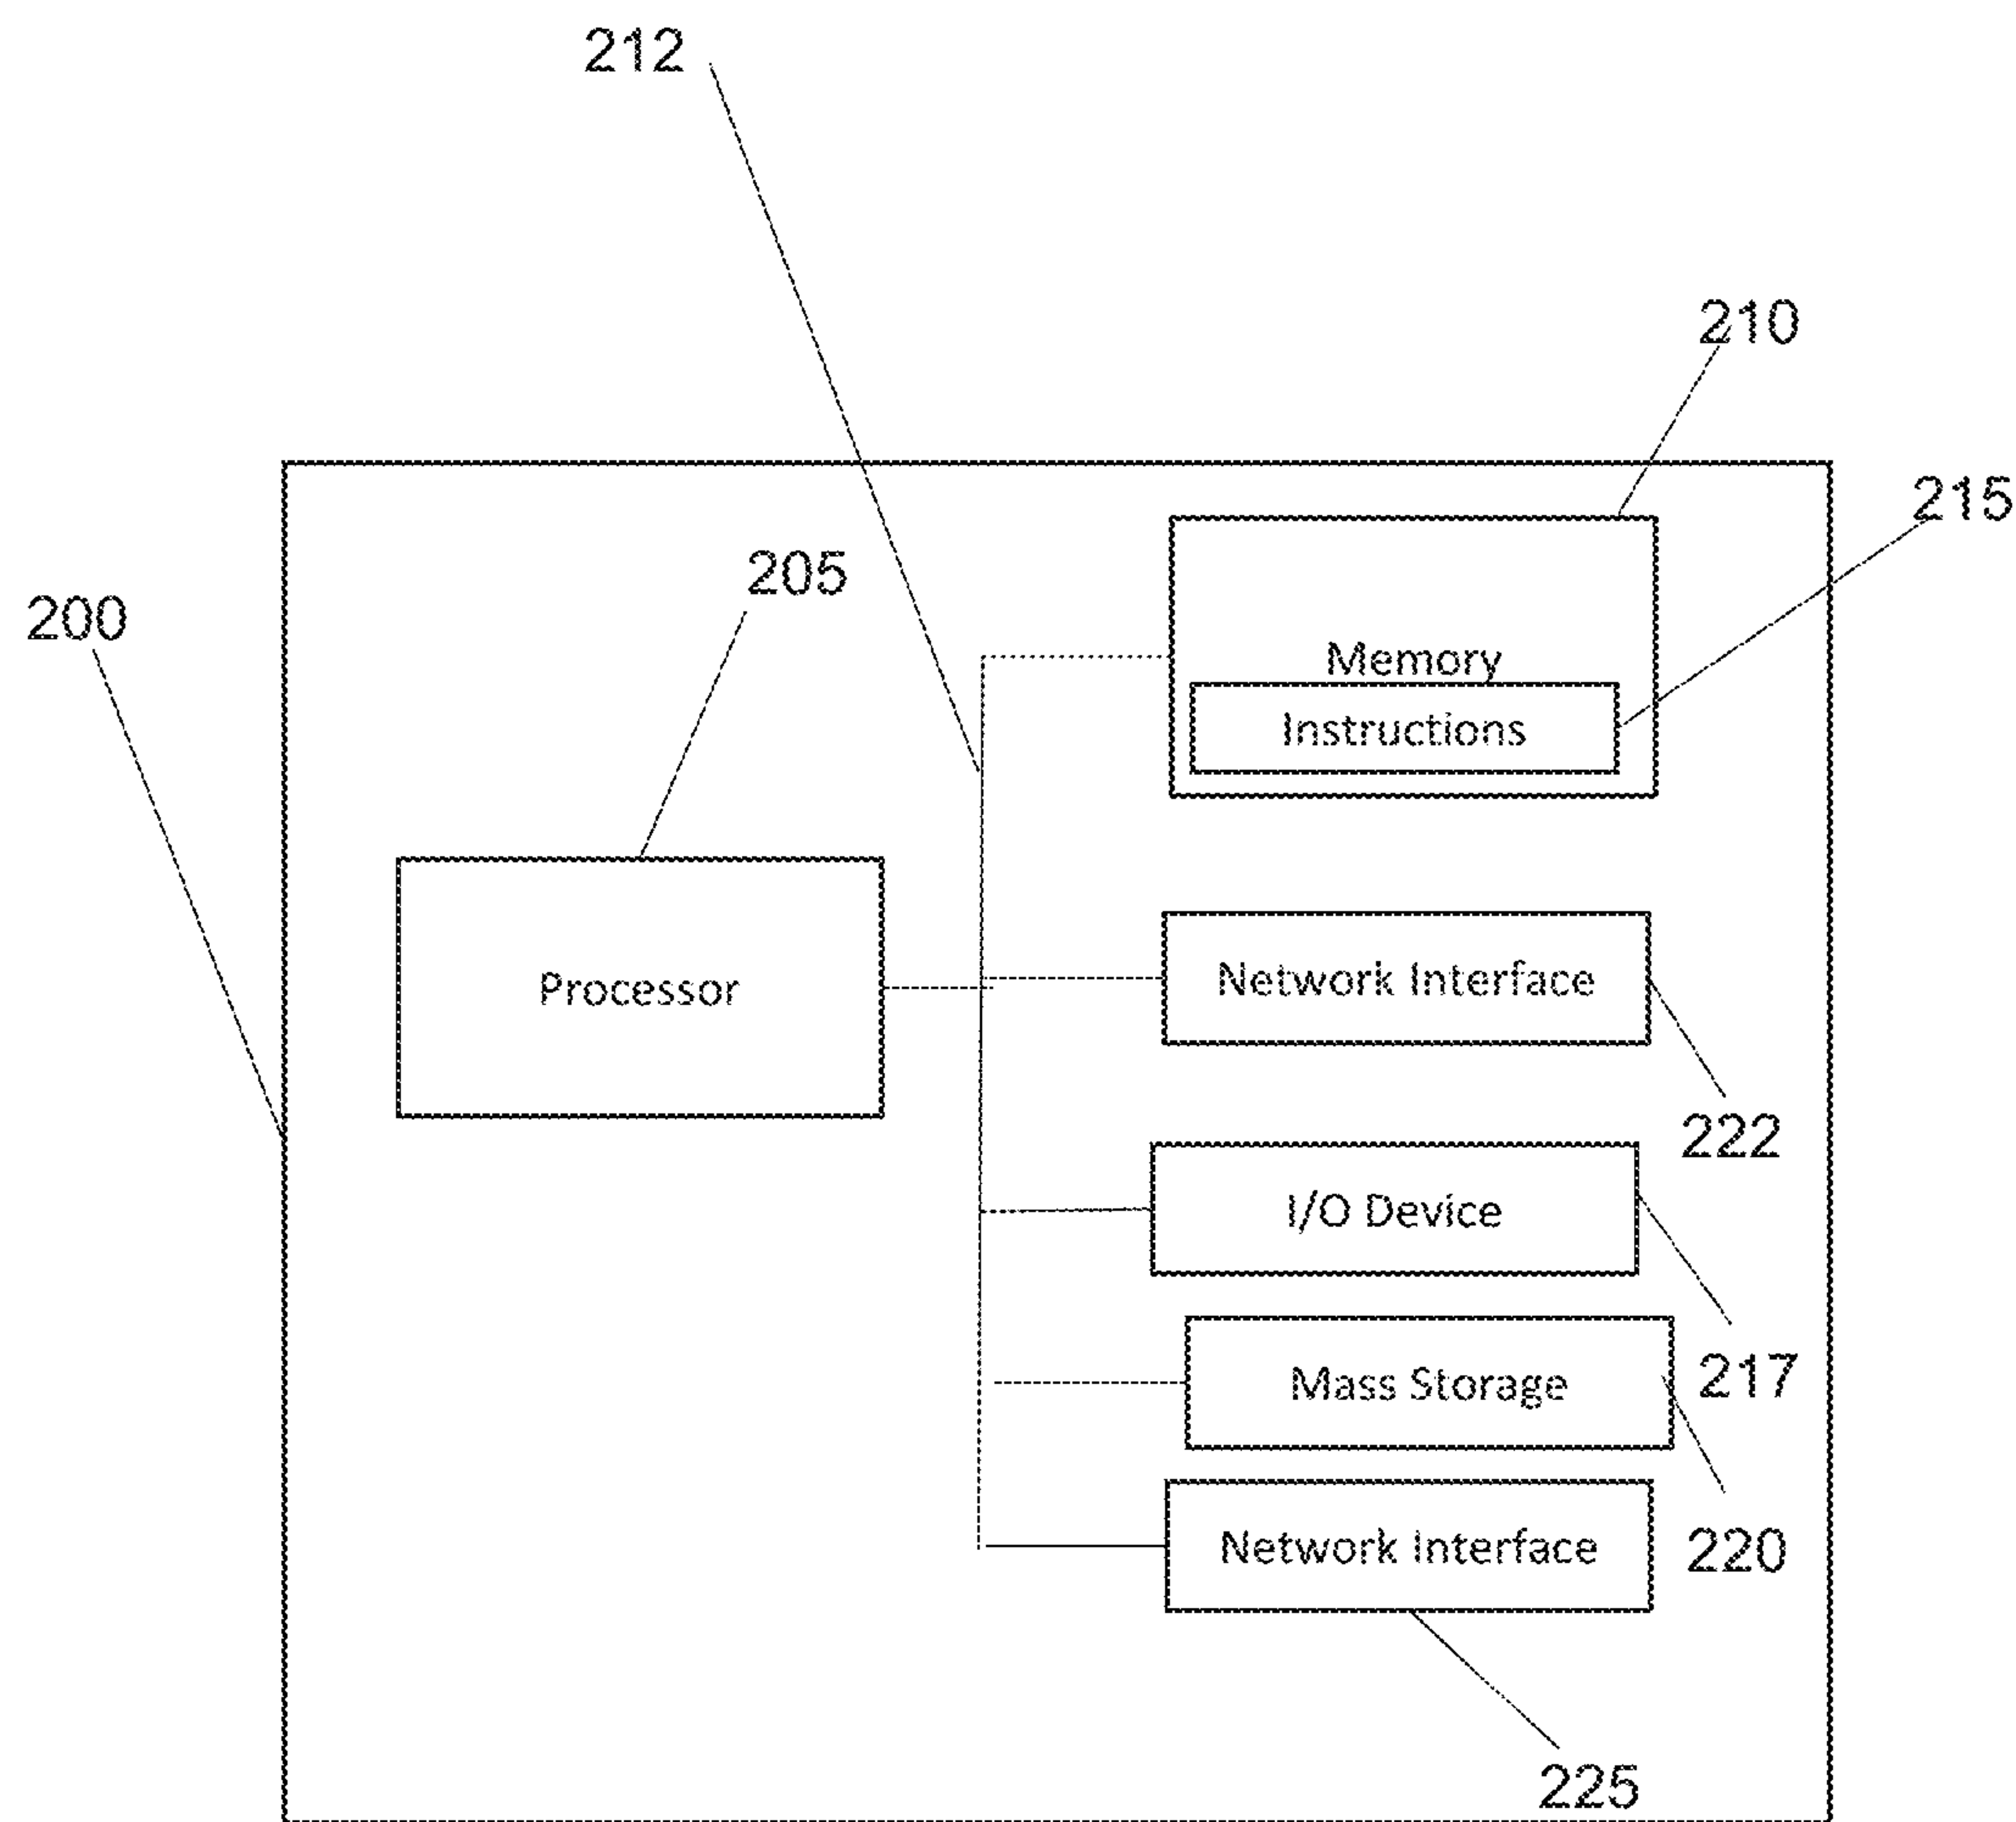 212
210
215
205
200
Memory
Instructions
Processor
Network Interface
222
I/O Device
217
Mass Storage
220
Network Interface
225